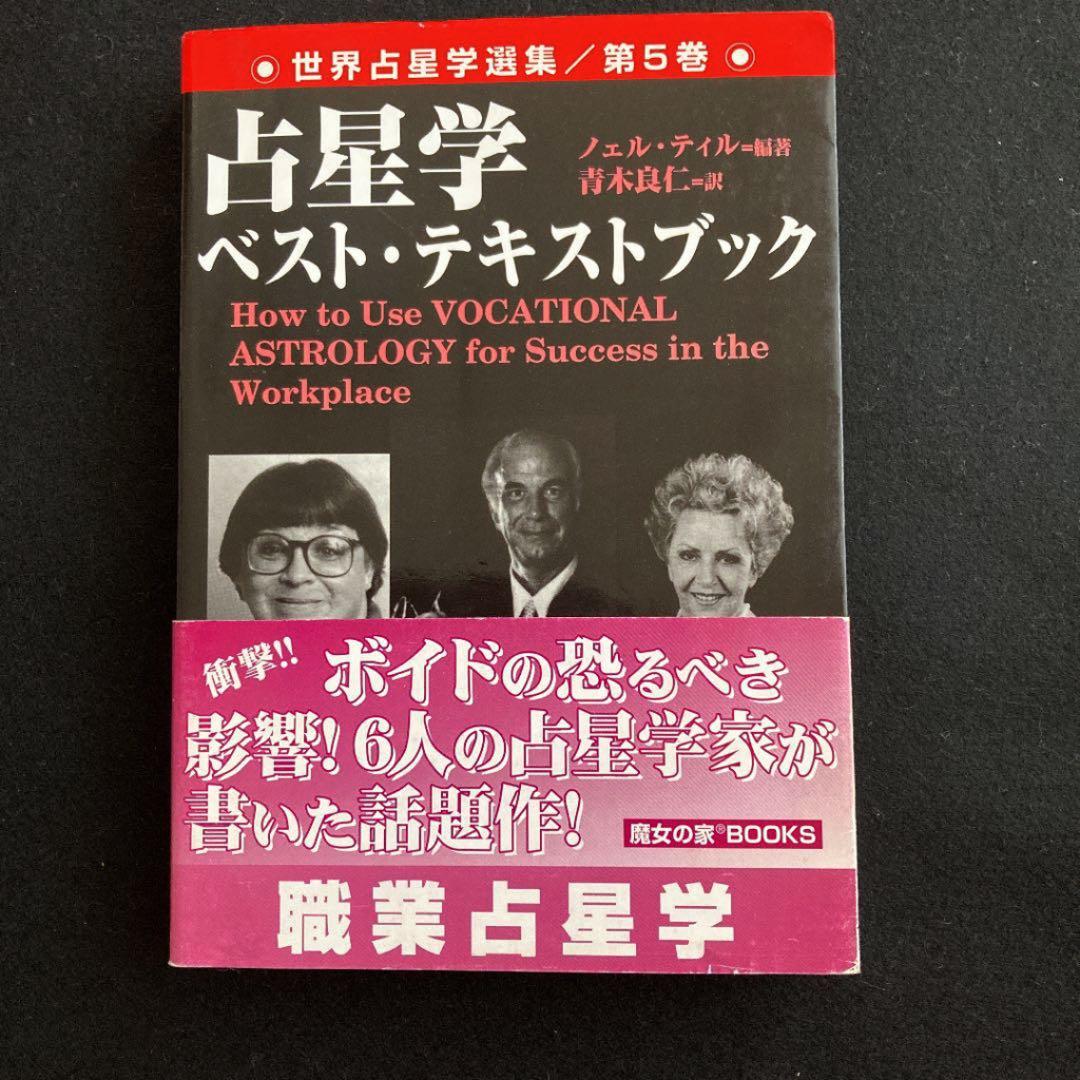 世界占星学選集／第5巻
占星学
ノエル・ティル=編著
青木良仁=訳
ベスト・テキストブック
How to Use VOCATIONAL
ASTROLOGY for Success in the
Workplace
衝撃!! ボイドの恐るべき
影響! 6人の占星学家が
書いた話題作!
魔女の家®BOOKS
職業占星学